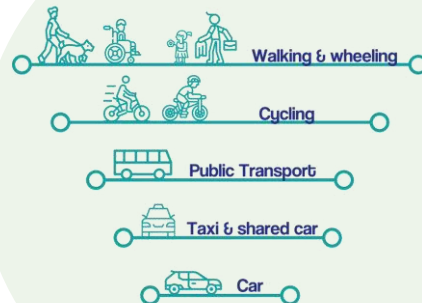 Walking & wheeling
Cycling
Public Transport
Taxi & shared car
Car